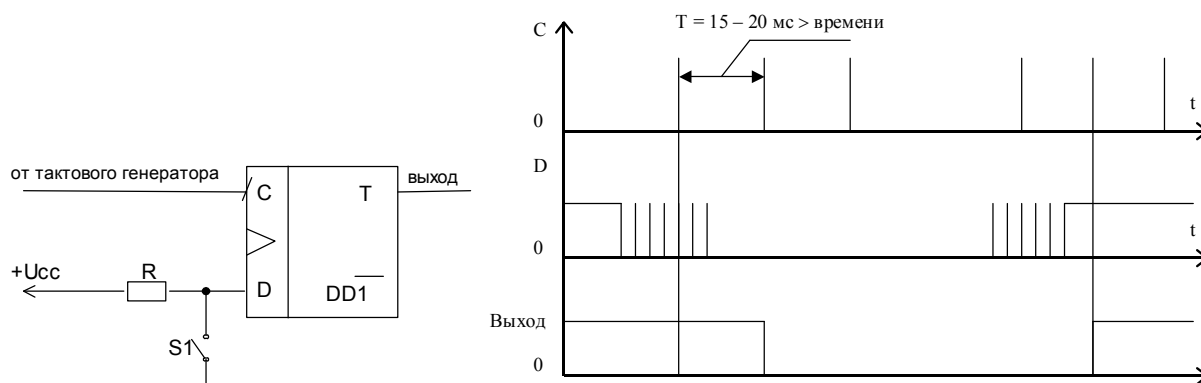 от тактового генератора
C
T
выход
+Ucc
R
D
DD1
S1
C
T = 15 – 20 мс > времени
t
0
D
t
0
Выход
0